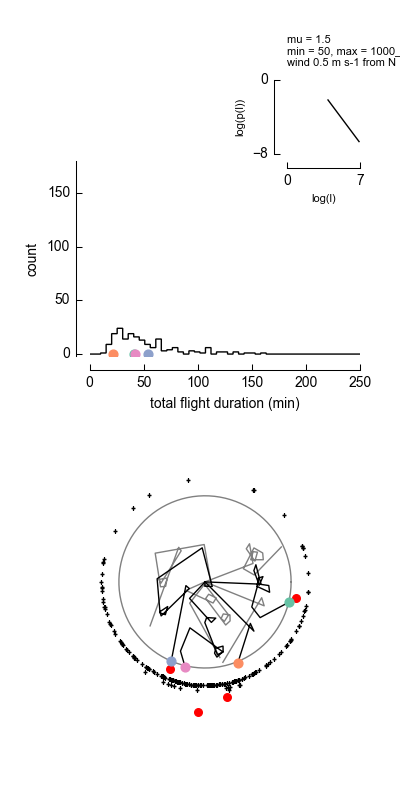 mu = 1.5
min = 50, max = 1000_
wind 0.5 m s-1 from N
0
log(p(l))
−8
0
7
log(l)
150
100
count
50
0
0
50
100
150
200
250
total flight duration (min)